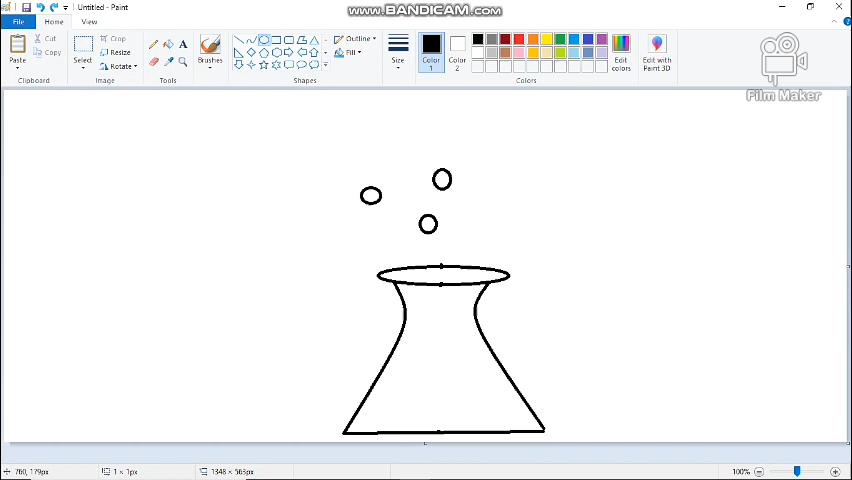 Untitled - Paint
www.BANDICAM.com
File
Home
View
Paste
Cut
Copy
Clipboard
Select
Crop
Resize
Rotate
Image
Tools
Brushes
Shapes
Outline
Fill
Size
Color
1
Color
2
Edit
colors
Edit with
Paint 3D
Colors
Film Maker
760, 179px
1 × 1px
1348 × 563px
100%